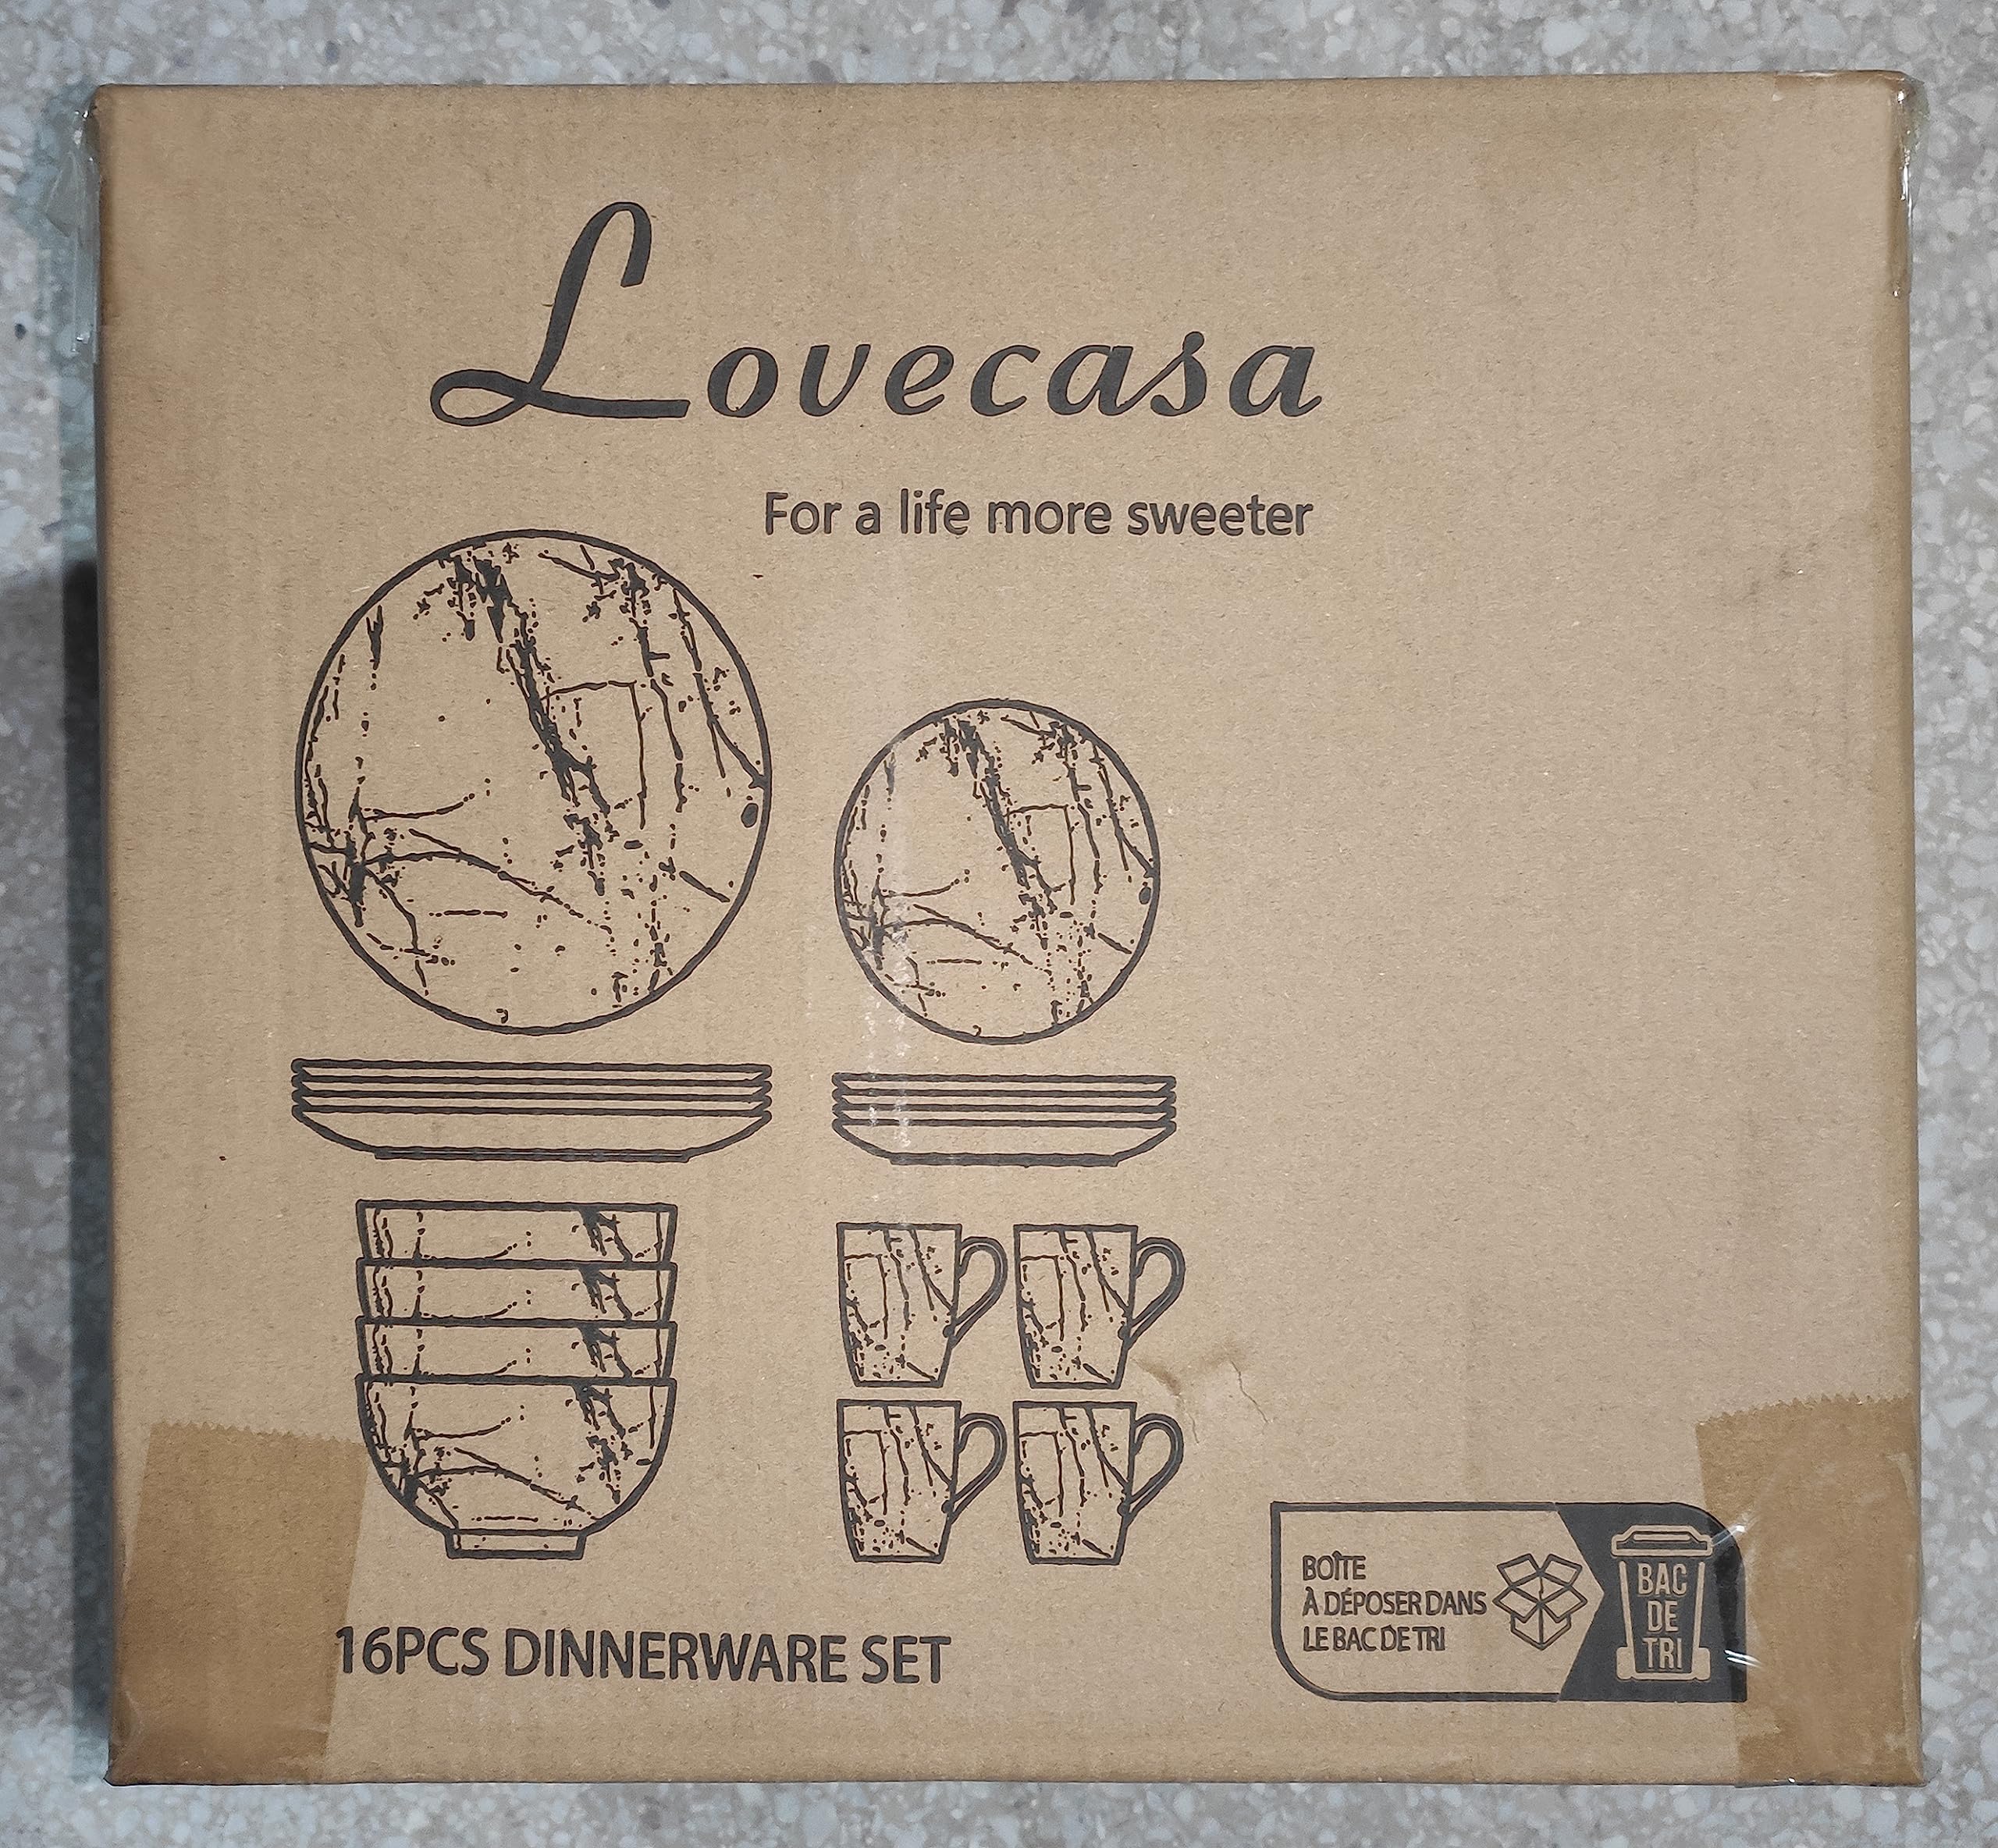 Lovecasa
For a life more sweeter
16PCS DINNERWARE SET
BOÎTE
À DÉPOSER DANS
LE BAC DE TRI
BAC
DE
TRI